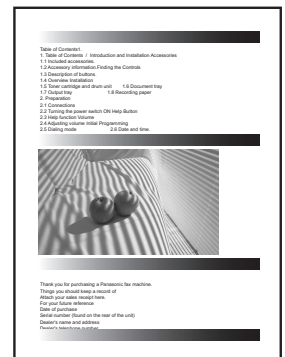 Table of Contents1.
1. Table of Contents / Introduction and Installation Accessories
1.1 Included accessories.
1.2 Accessory information Finding the Controls
1.3 Description of buttons.
1.4 Overview Installation
1.5 Toner cartridge and drum unit 1.6 Document tray
1.7 Output tray 1.8 Recording paper
2. Preparation
2.1 Connections
2.2 Turning the power switch ON Help Button
2.3 Help function Volume
2.4 Adjusting volume Initial Programming
2.5 Dialing mode 2.6 Date and time.
Thank you for purchasing a Panasonic fax machine.
Things you should keep a record of
Attach your sales receipt here.
For your future reference
Date of purchase
Serial number (found on the rear of the unit)
Dealer's name and address
Dealer's telephone number